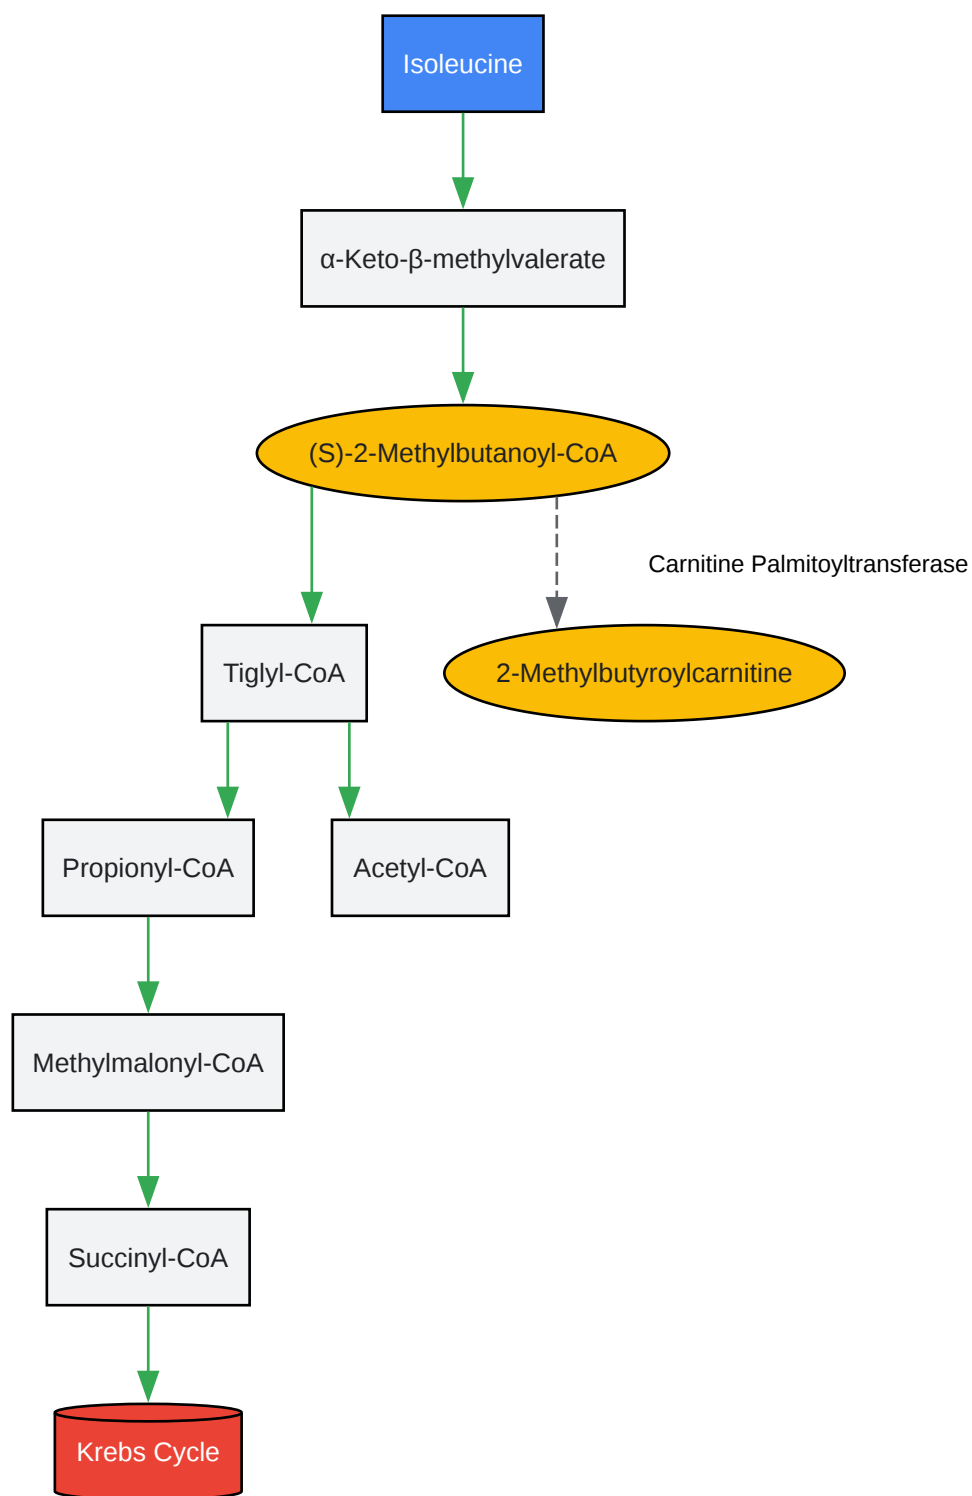 Isoleucine
α-Keto-β-methylvalerate
(S)-2-Methylbutanoyl-CoA
Carnitine Palmitoyltransferase
Tiglyl-CoA
2-Methylbutyroylcarnitine
Propionyl-CoA
Acetyl-CoA
Methylmalonyl-CoA
Succinyl-CoA
Krebs Cycle